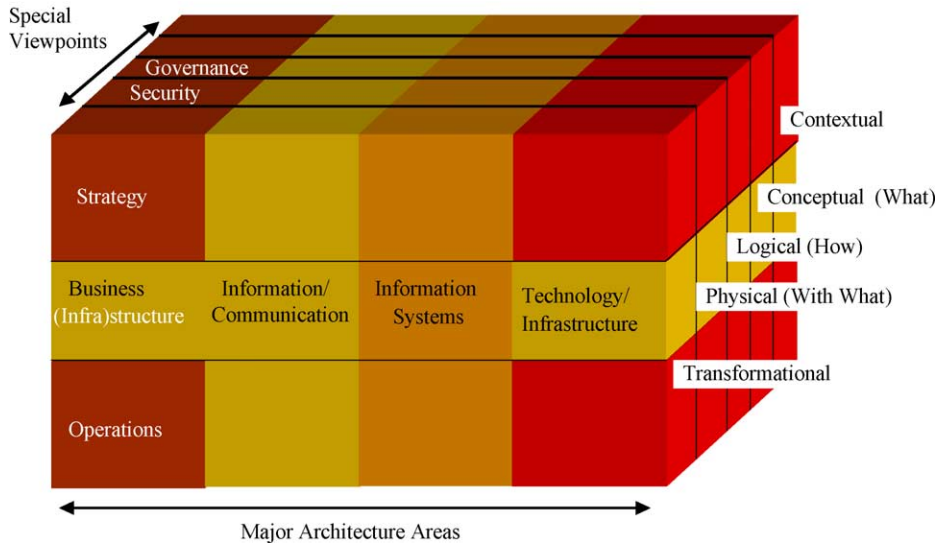 Special
Viewpoints
Governance
Security
Contextual
Strategy
Conceptual (What)
Logical (How)
Business
(Infra)structure
Information/
Communication
Information
Systems
Technology/
Infrastructure
Physical (With What)
Transformational
Operations
Major Architecture Areas